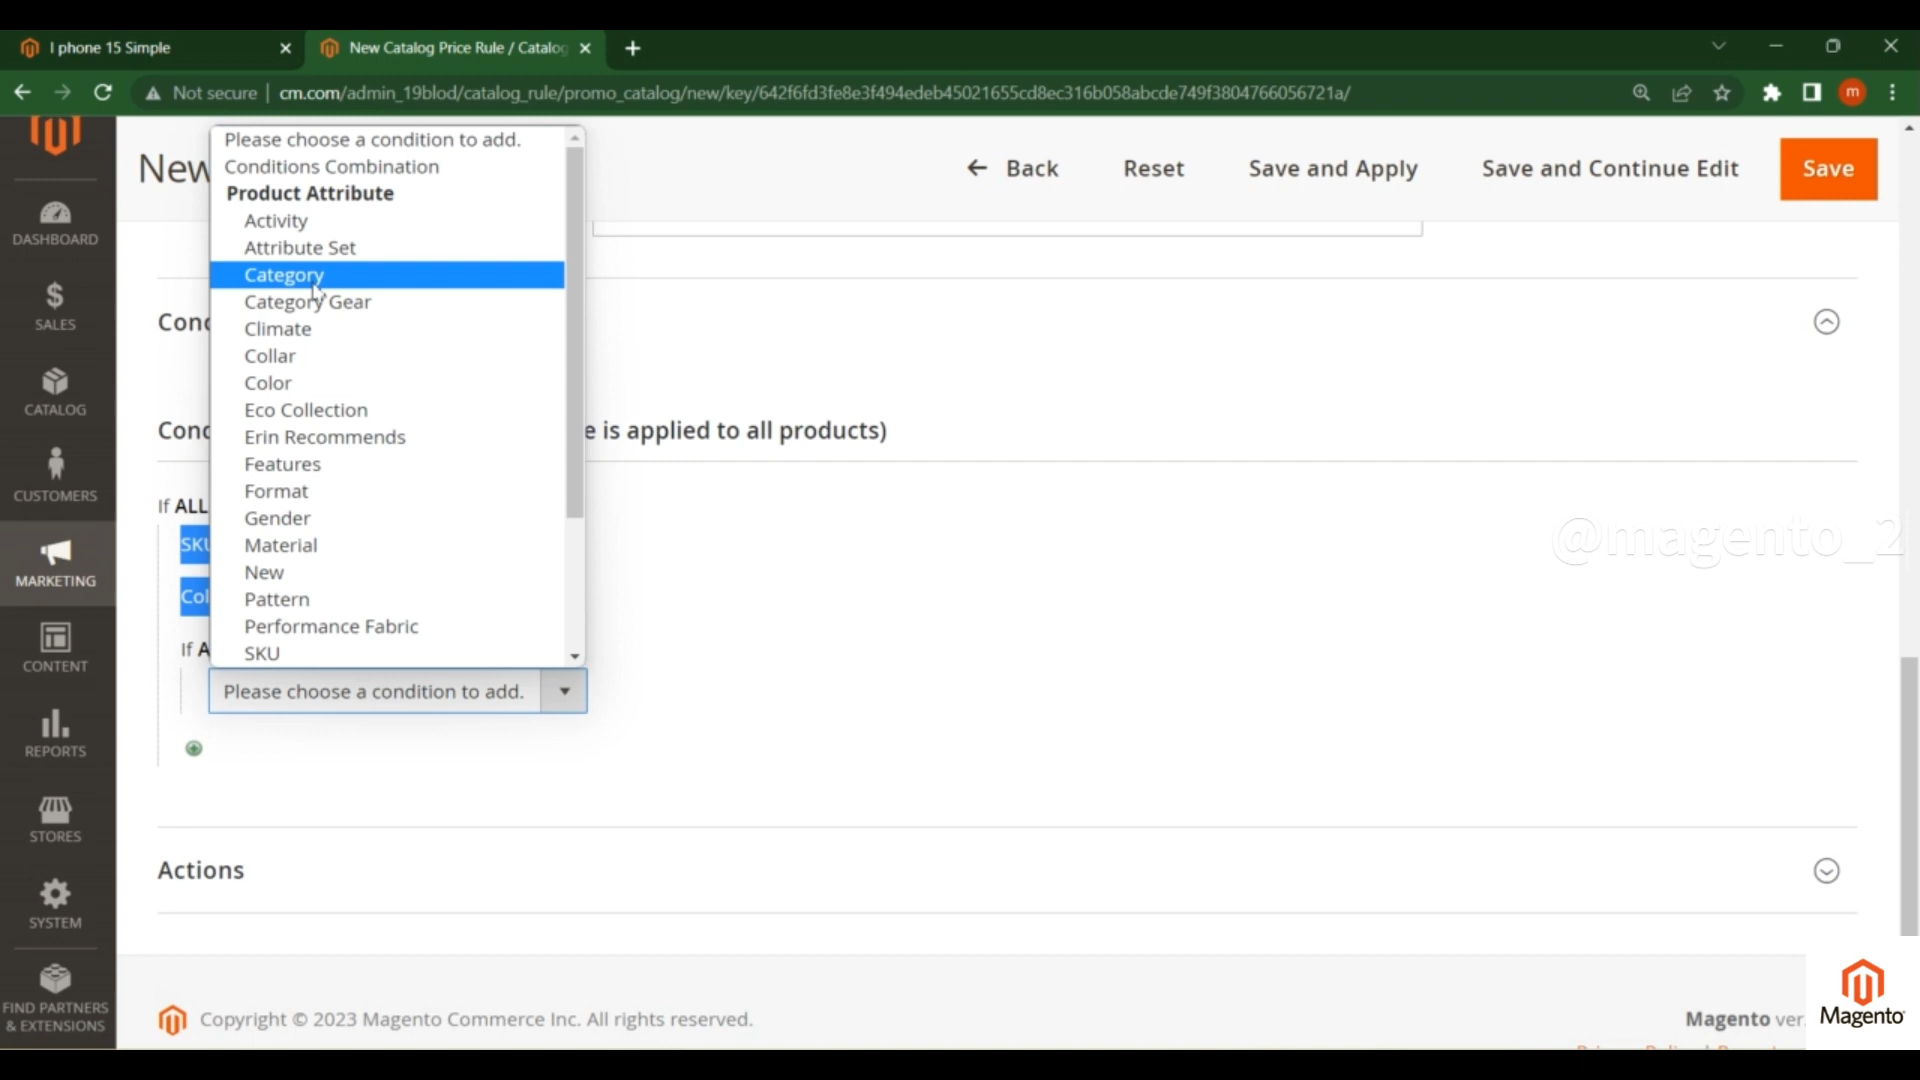 I phone 15 Simple
New Catalog Price Rule / Catalog
Not secure | cm.com/admin_19blod/catalog_rule/promo_catalog/new/key/642f6fd3fe8e3f494edeb45021655cd8ec316b058abcde749f3804766056721a/
m
New
Back
Reset
Save and Apply
Save and Continue Edit
Save
Please choose a condition to add.
Conditions Combination
Product Attribute
Activity
Attribute Set
Category
Category Gear
Climate
Collar
Color
Eco Collection
Erin Recommends
Features
Format
Gender
Material
New
Pattern
Performance Fabric
SKU
Please choose a condition to add.
DASHBOARD
SALES
CATALOG
CUSTOMERS
MARKETING
CONTENT
REPORTS
STORES
SYSTEM
FIND PARTNERS
& EXTENSIONS
Cond
Cond e is applied to all products)
If ALL
SKU
Col
If A
@magento_2
Actions
Copyright © 2023 Magento Commerce Inc. All rights reserved.
Magento ver.
Magento